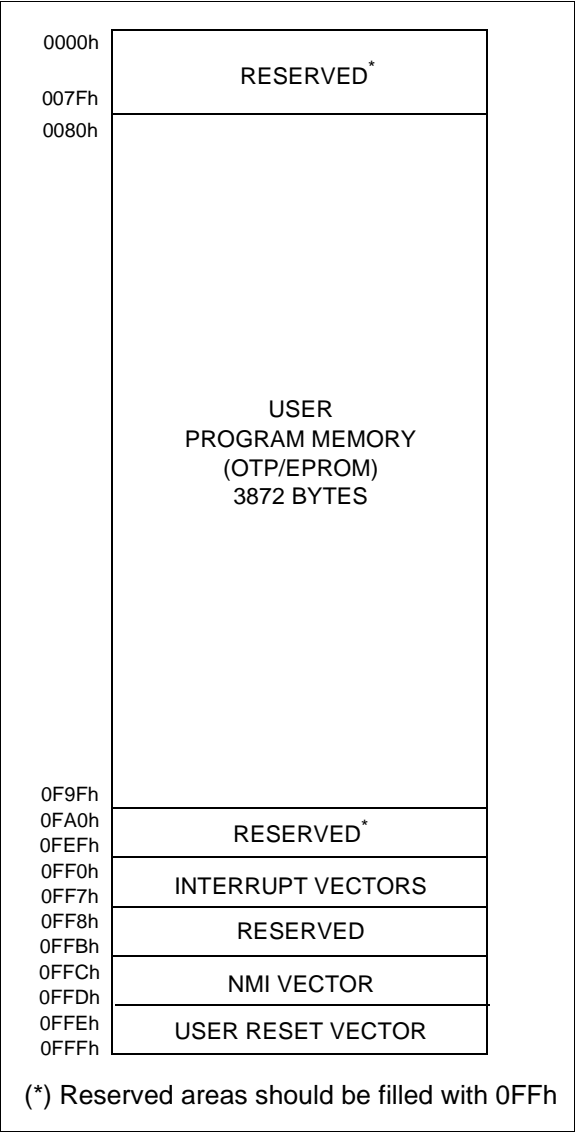 0000h
RESERVED*
007Fh
0080h
USER
PROGRAM MEMORY
(OTP/EPROM)
3872 BYTES
0F9Fh
0FA0h
RESERVED*
0FEFh
0FF0h
INTERRUPT VECTORS
0FF7h
0FF8h
RESERVED
0FFBh
0FFCh
NMI VECTOR
0FFDh
0FFEh
USER RESET VECTOR
0FFFh
(*) Reserved areas should be filled with 0FFh